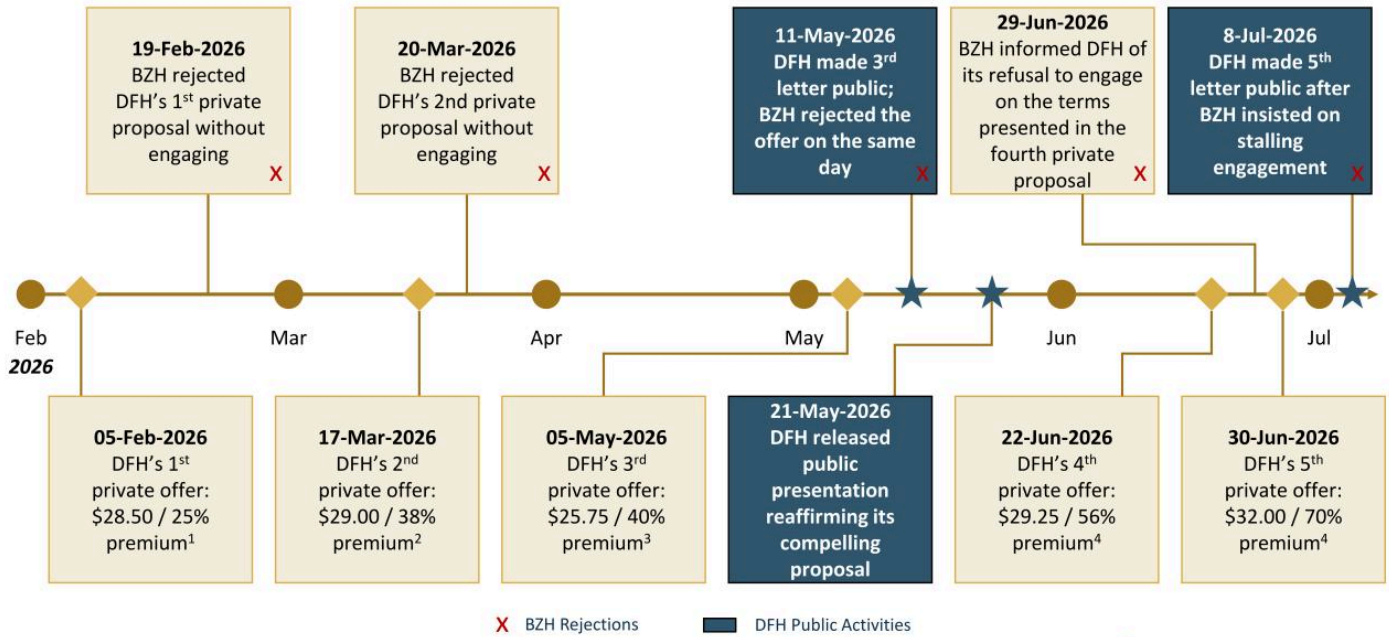 19-Feb-2026
BZH rejected
DFH's 1st private
proposal without
engaging
X
20-Mar-2026
BZH rejected
DFH's 2nd private
proposal without
engaging
X
11-May-2026
DFH made 3rd
letter public;
BZH rejected the
offer on the same
day
X
29-Jun-2026
BZH informed DFH of
its refusal to engage
on the terms
presented in the
fourth private
proposal
X
8-Jul-2026
DFH made 5th
letter public after
BZH insisted on
stalling
engagement
X
Feb
2026
Mar
Apr
May
Jun
Jul
05-Feb-2026
DFH's 1st
private offer:
$28.50 / 25%
premium1
17-Mar-2026
DFH's 2nd
private offer:
$29.00 / 38%
premium2
05-May-2026
DFH's 3rd
private offer:
$25.75 / 40%
premium3
21-May-2026
DFH released
public
presentation
reaffirming its
compelling
proposal
22-Jun-2026
DFH's 4th
private offer:
$29.25 / 56%
premium4
30-Jun-2026
DFH's 5th
private offer:
$32.00 / 70%
premium4
X BZH Rejections
DFH Public Activities